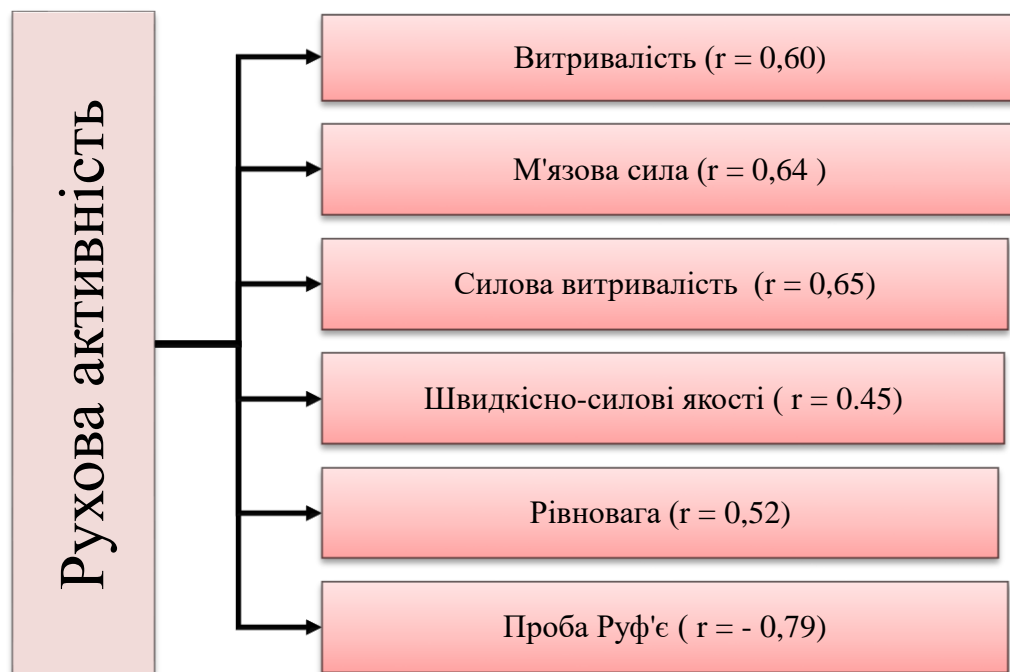 Рухова активність
Витривалість (r = 0,60)
М'язова сила (r = 0,64 )
Силова витривалість  (r = 0,65)
Швидкісно-силові якості ( r = 0.45)
Рівновага (r = 0,52)
Проба Руф'є ( r = - 0,79)